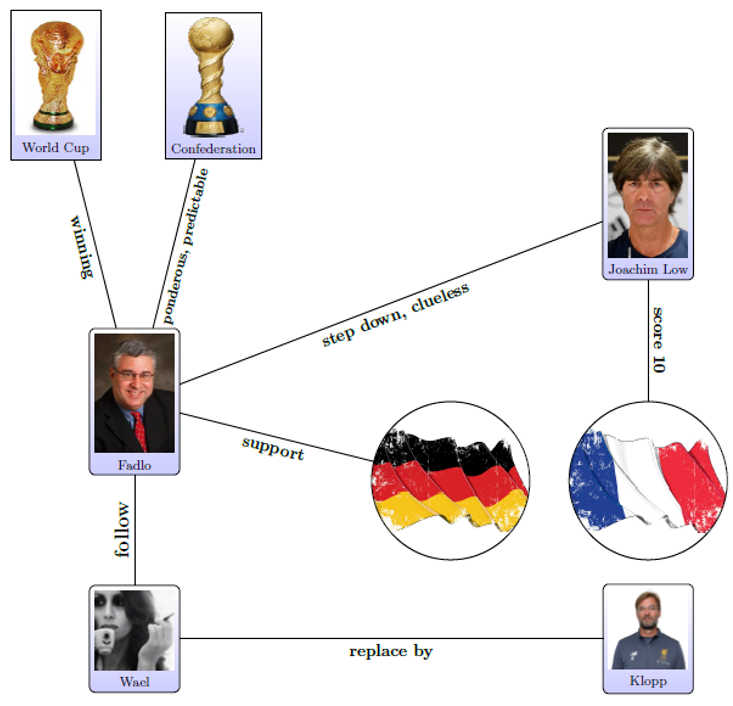 World Cup
Confederation
winning
ponderous, predictable
Joachim Low
step down, clueless
score 10
Fadlo
support
follow
Wael
replace by
Klopp